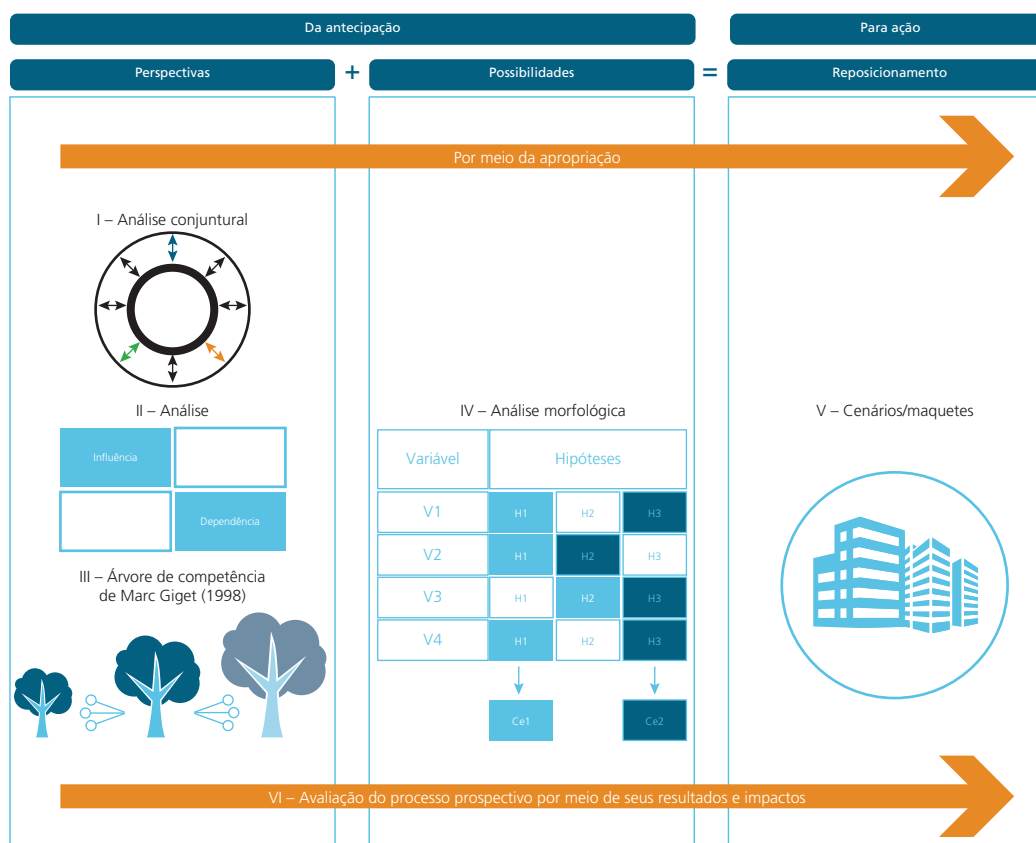 Da antecipação
Para ação
Perspectivas
+
Possibilidades
=
Reposicionamento
Por meio da apropriação
I – Análise conjuntural
II – Análise
Influência
Dependência
III – Árvore de competência
de Marc Giget (1998)
IV – Análise morfológica
Variável Hipóteses
V1 H1 H2 H3
V2 H1 H2 H3
V3 H1 H2 H3
V4 H1 H2 H3
Ce1 Ce2
V – Cenários/maquetes
VI – Avaliação do processo prospectivo por meio de seus resultados e impactos